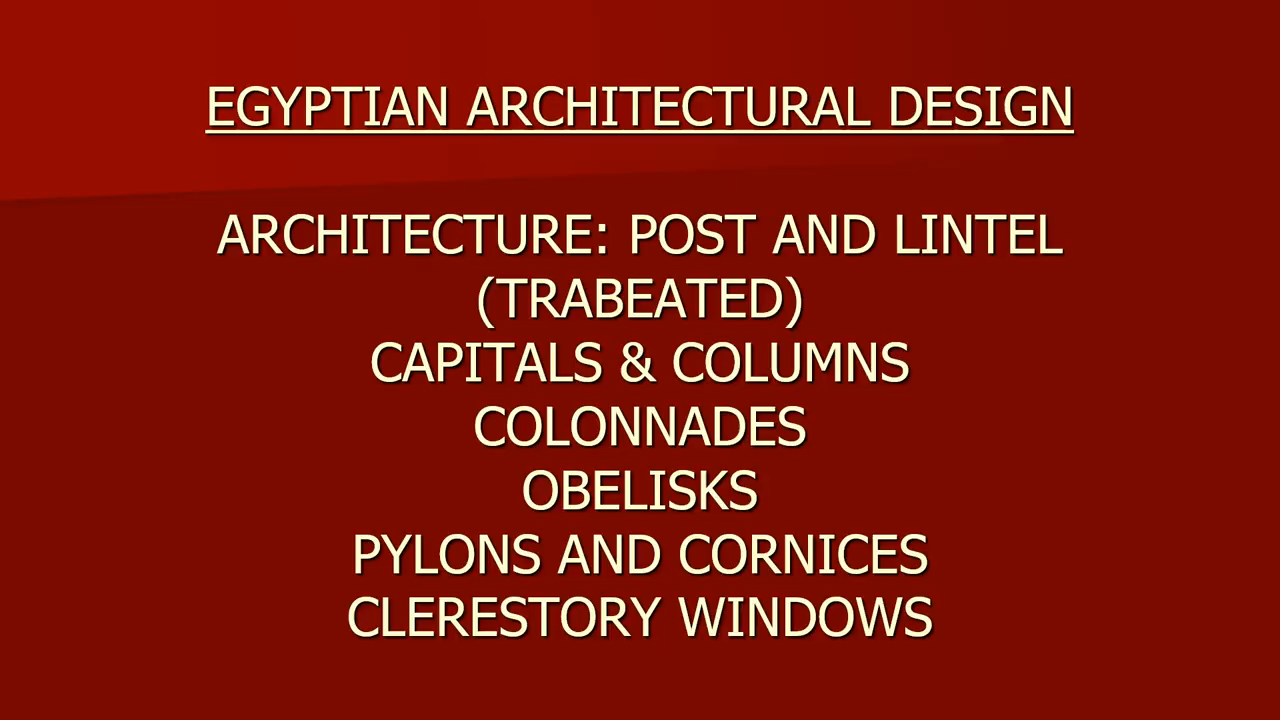 EGYPTIAN ARCHITECTURAL DESIGN
ARCHITECTURE: POST AND LINTEL
(TRABEATED)
CAPITALS & COLUMNS
COLONNADES
OBELISKS
PYLONS AND CORNICES
CLERESTORY WINDOWS